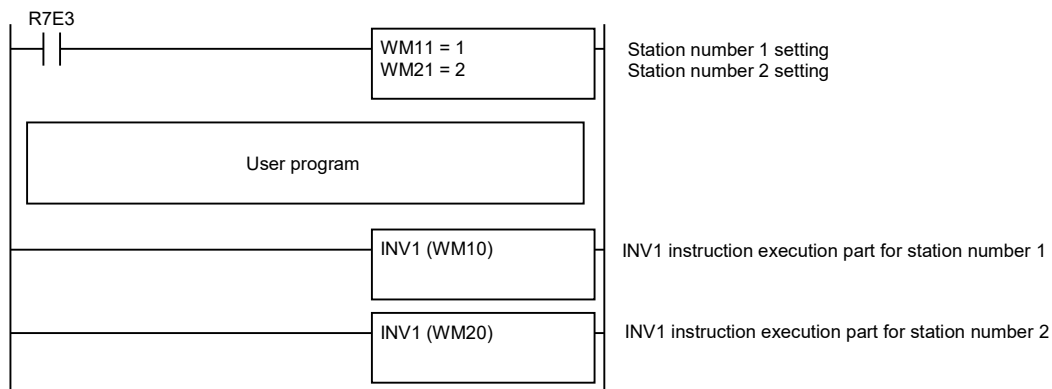 R7E3
WM11 = 1
WM21 = 2
Station number 1 setting
Station number 2 setting
User program
INV1 (WM10)
INV1 instruction execution part for station number 1
INV1 (WM20)
INV1 instruction execution part for station number 2